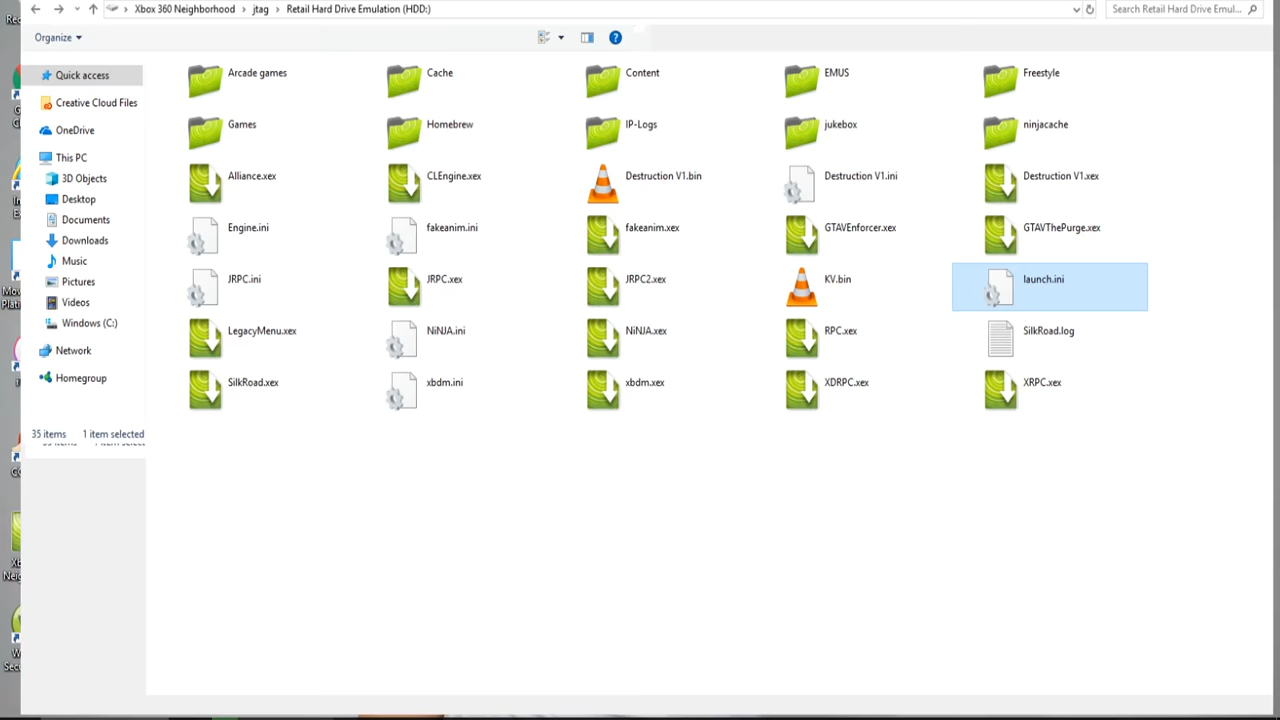 Xbox 360 Neighborhood > jtag > Retail Hard Drive Emulation (HDD:)
Search Retail Hard Drive Emul...
Organize
Quick access
Creative Cloud Files
OneDrive
This PC
3D Objects
Desktop
Documents
Downloads
Music
Pictures
Videos
Windows (C:)
Network
Homegroup
Arcade games
Cache
Content
EMUS
Freestyle
Games
Homebrew
IP-Logs
jukebox
ninjacache
Alliance.xex
CLEngine.xex
Destruction V1.bin
Destruction V1.ini
Destruction V1.xex
Engine.ini
fakeanim.ini
fakeanim.xex
GTAVEnforcer.xex
GTAVThePurge.xex
JRPC.ini
JRPC.xex
JRPC2.xex
KV.bin
launch.ini
LegacyMenu.xex
NiNJA.ini
NiNJA.xex
RPC.xex
SilkRoad.log
SilkRoad.xex
xbdm.ini
xbdm.xex
XDRPC.xex
XRPC.xex
35 items 1 item selected